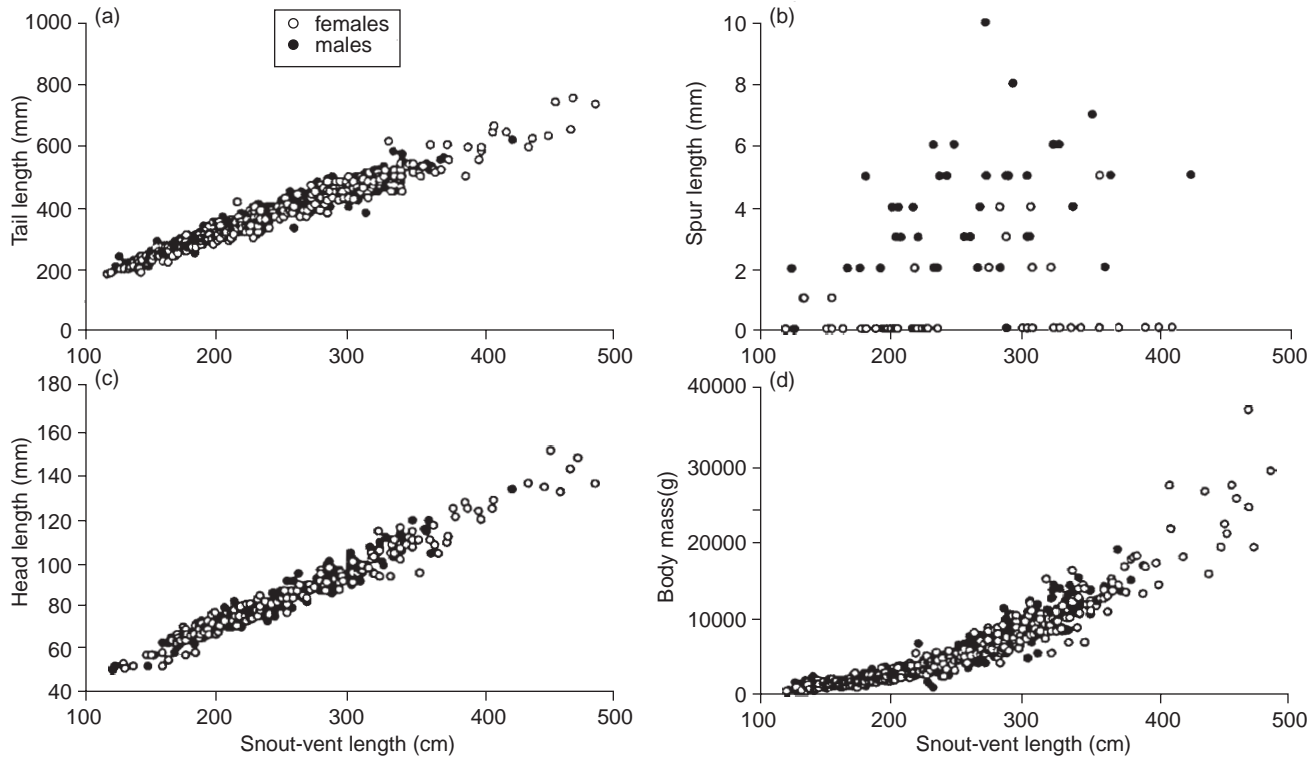 (a)
females
males
1000
800
600
400
200
0
Tail length (mm)
100 200 300 400 500
(b)
10
8
6
4
2
0
Spur length (mm)
100 200 300 400 500
(c)
180
160
140
120
100
80
60
40
Head length (mm)
100 200 300 400 500
Snout-vent length (cm)
(d)
40000
30000
20000
10000
0
Body mass(g)
100 200 300 400 500
Snout-vent length (cm)